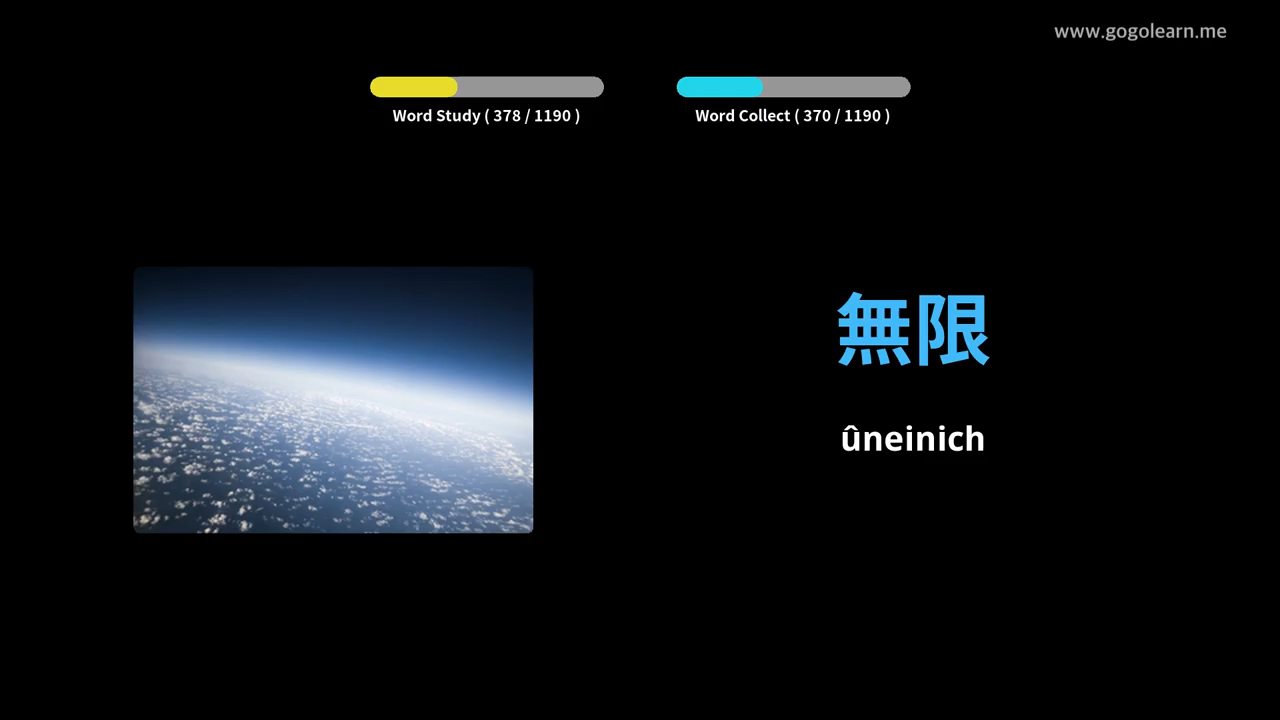 www.gogolearn.me
Word Study ( 378 / 1190 )
Word Collect ( 370 / 1190 )
無限
ûneinich